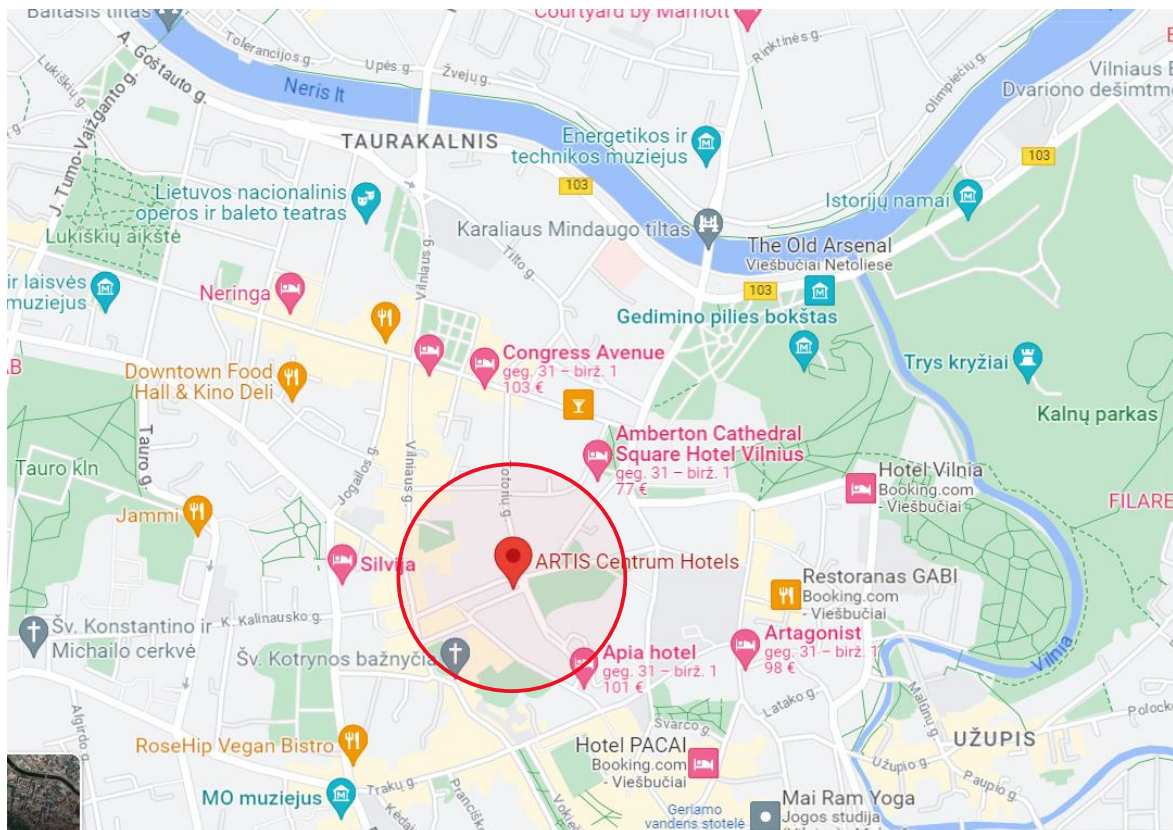 Baltasis tiltas
Courtyard by Marriott
A. Goštauto g.
Tolerancijos g.
Upės g.
Žvejų g.
Rinktinės g.
Olimpiečių g.
Lukiškių g.
Neris lt
Vilniaus
Dvariono dešimtme
J. Tumo-Vaižganto g.
TAURAKALNIS
Energetikos ir
technikos muziejus
103
103
Lietuvos nacionalinis
operos ir baleto teatras
Lukiškių aikštė
Istorijų namai
Karaliaus Mindaugo tiltas
The Old Arsenal
Viešbučiai Netoliese
Vilniaus g.
Tilto g.
ir laisvės
muziejus
Neringa
103
Gedimino pilies bokštas
Trys kryžiai
AB
Downtown Food
Hall & Kino Deli
Congress Avenue
geg. 31 – birž. 1
103 €
Kalnų parkas
Tauro g.
Jogailos g.
Vilniaus g.
Totorių g.
Amberton Cathedral
Square Hotel Vilnius
geg. 31 – birž. 1
77 €
Tauro kln
Hotel Vilnia
Booking.com
- Viešbučiai
FILARE
Jammi
Silvija
ARTIS Centrum Hotels
Restoranas GABI
Booking.com
- Viešbučiai
K. Kalinausko g.
Šv. Konstantino ir
Michailo cerkvė
Šv. Kotrynos bažnyčia
Apia hotel
geg. 31 – birž. 1
101 €
Artagonist
geg. 31 – birž. 1
98 €
Vilnia
Latako g.
Malūnų g.
Polocko
Algirdo g.
Švarco g.
RoseHip Vegan Bistro
Hotel PACAI
Booking.com
- Viešbučiai
UŽUPIS
Užupio g.
Paupio g.
MO muziejus
Trakų g.
Geriamo
vandens stotelė
Mai Ram Yoga
Jogos studija